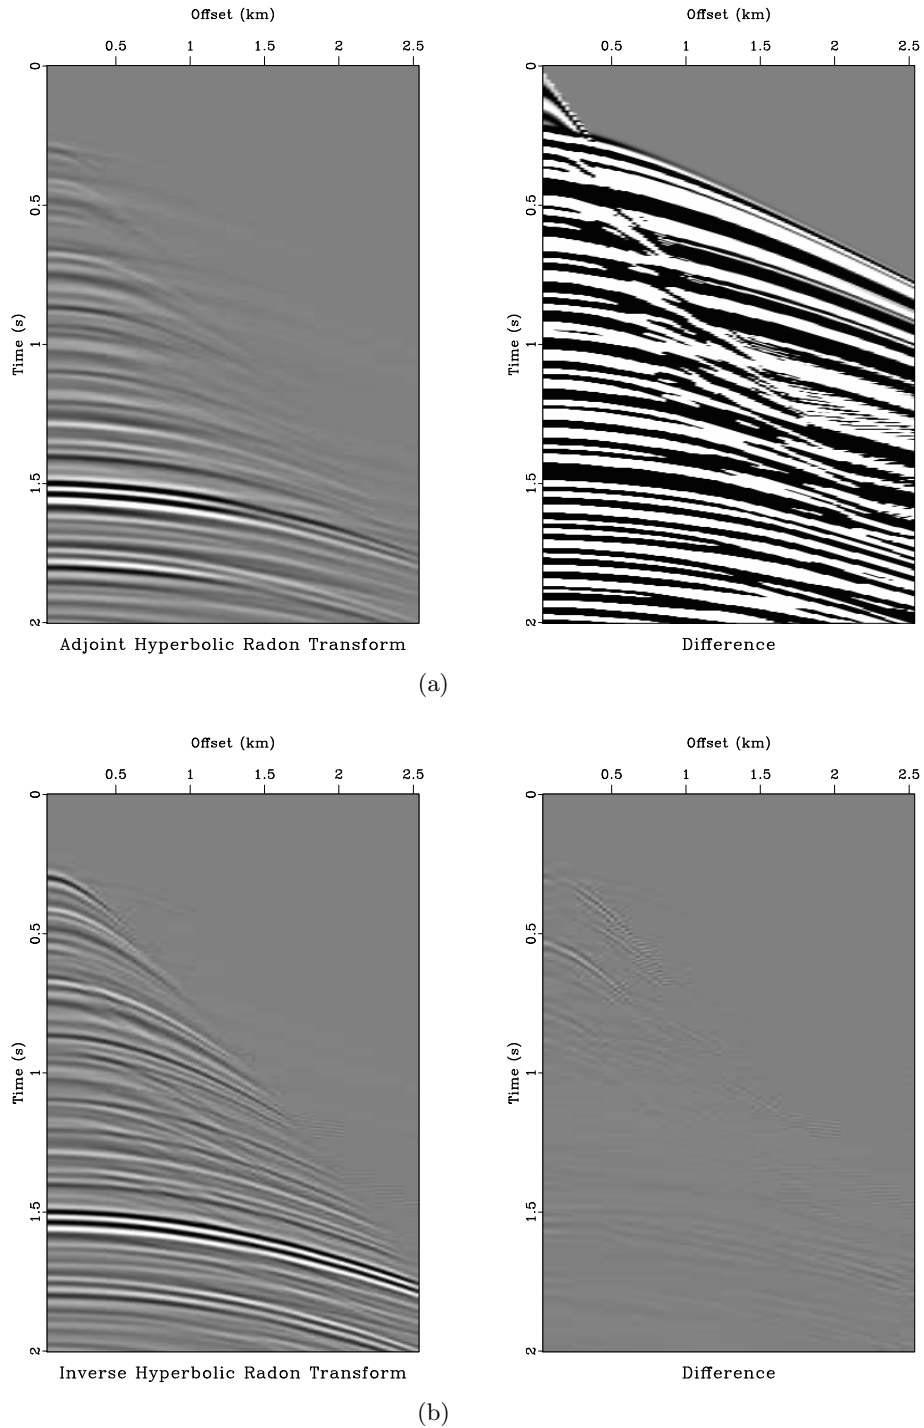 Offset (km)
Offset (km)
0.5 1 1.5 2 2.5
0.5 1 1.5 2 2.5
0
0.5
1
1.5
2
Time (s)
0
0.5
1
1.5
2
Time (s)
Adjoint Hyperbolic Radon Transform
Difference
(a)
Offset (km)
Offset (km)
0.5 1 1.5 2 2.5
0.5 1 1.5 2 2.5
0
0.5
1
1.5
2
Time (s)
0
0.5
1
1.5
2
Time (s)
Inverse Hyperbolic Radon Transform
Difference
(b)